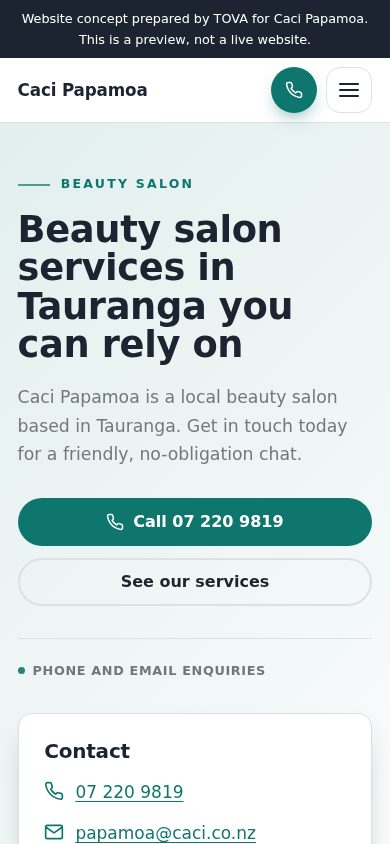 Website concept prepared by TOVA for Caci Papamoa.
This is a preview, not a live website.
Caci Papamoa
BEAUTY SALON
Beauty salon
services in
Tauranga you
can rely on
Caci Papamoa is a local beauty salon
based in Tauranga. Get in touch today
for a friendly, no-obligation chat.
Call 07 220 9819
See our services
PHONE AND EMAIL ENQUIRIES
Contact
07 220 9819
papamoa@caci.co.nz